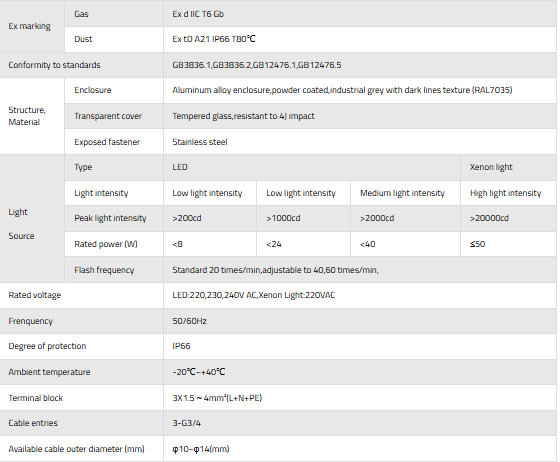 Ex marking
Gas
Ex d IIC T6 Gb
Dust
Ex tD A21 IP66 T80℃
Conformity to standards
GB3836.1,GB3836.2,GB12476.1,GB12476.5
Structure,
Material
Enclosure
Aluminum alloy enclosure,powder coated,industrial grey with dark lines texture (RAL7035)
Transparent cover
Tempered glass,resistant to 4J impact
Exposed fastener
Stainless steel
Light
Source
Type
LED
Xenon light
Light intensity
Low light intensity
Low light intensity
Medium light intensity
High light intensity
Peak light intensity
>200cd
>1000cd
>2000cd
>20000cd
Rated power (W)
<8
<24
<40
≦50
Flash frequency
Standard 20 times/min,adjustable to 40,60 times/min,
Rated voltage
LED:220,230,240V AC,Xenon Light:220VAC
Frenquency
50/60Hz
Degree of protection
IP66
Ambient temperature
-20℃~+40℃
Terminal block
3X1.5～4mm²(L+N+PE)
Cable entries
3-G3/4
Available cable outer diameter (mm)
φ10~φ14(mm)